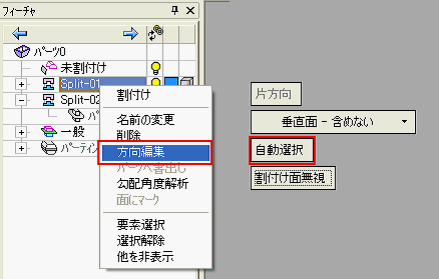 フィーチャ
パーツ0
未割付け
Split-01
Split-02
パ
一般
パーティン
割付け
名前の変更
削除
方向編集
パーツへ書出し
勾配角度解析
面にマーク
要素選択
選択解除
他を非表示
片方向
垂直面 - 含めない
自動選択
割付け面無視